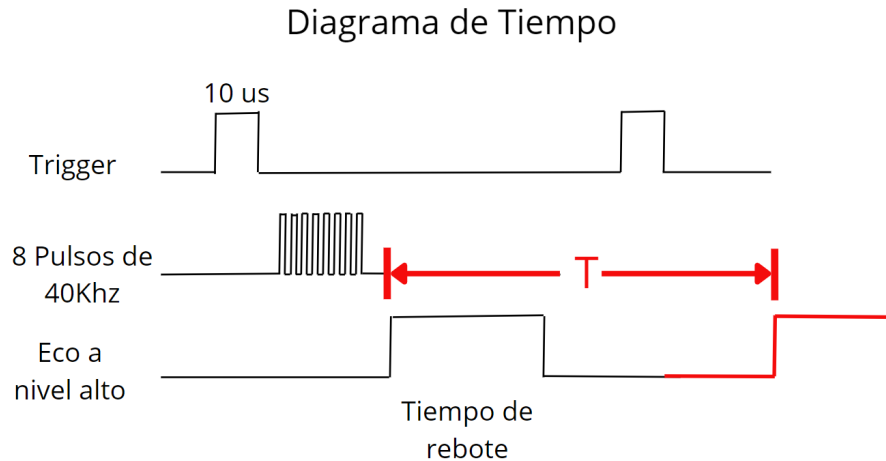 Diagrama de Tiempo
10 us
Trigger
8 Pulsos de
40Khz
T
Eco a
nivel alto
Tiempo de
rebote